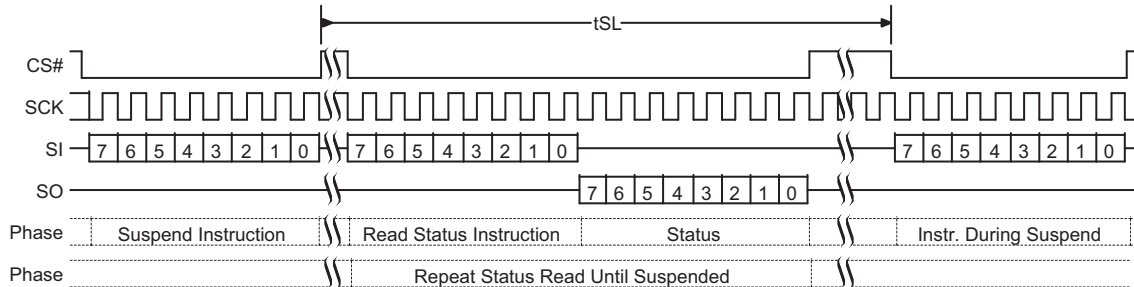 tSL
CS#
SCK
SI 7 6 5 4 3 2 1 0 7 6 5 4 3 2 1 0 7 6 5 4 3 2 1 0
SO 7 6 5 4 3 2 1 0
Phase Suspend Instruction Read Status Instruction Status Instr. During Suspend
Phase Repeat Status Read Until Suspended